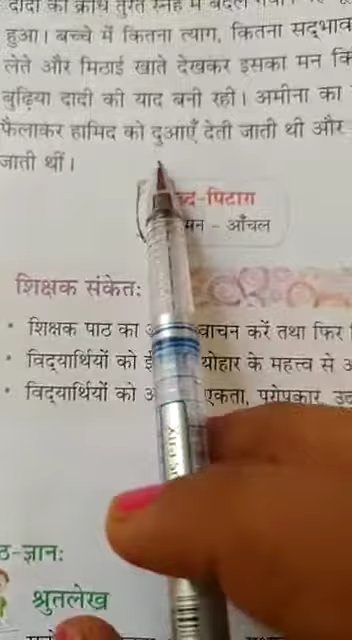 दादी का क्रोध तुरंत स्नेह में बदल गया।
हुआ। बच्चे में कितना त्याग, कितना सद्भाव
लेते और मिठाई खाते देखकर इसका मन
बुढ़िया दादी की याद बनी रही। अमीना का
फैलाकर हामिद को दुआएँ देती जाती थी और
जाती थीं।
-पिटारा
मन - आँचल
शिक्षक संकेत:
• शिक्षक पाठ का वाचन करें तथा फिर
• विद्यार्थियों को के महत्त्व से
• विद्यार्थियों को एकता, परोपकार,
-ज्ञान:
श्रुतलेख